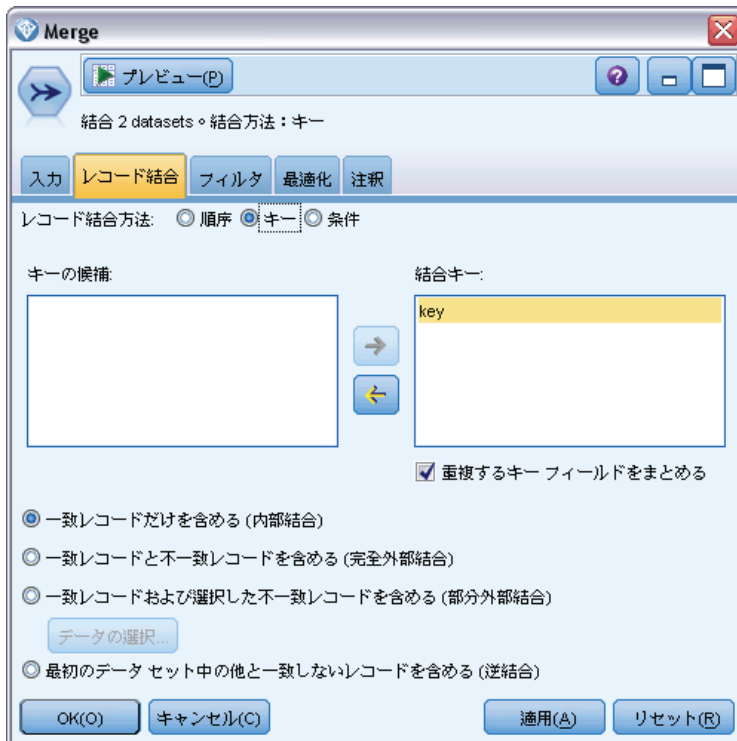 Merge
プレビュー(P)
結合 2 datasets。結合方法：キー
入力 レコード結合 フィルタ 最適化 注釈
レコード結合方法: 順序 キー 条件
キーの候補:
結合キー:
key
重複するキー フィールドをまとめる
一致レコードだけを含める (内部結合)
一致レコードと不一致レコードを含める (完全外部結合)
一致レコードおよび選択した不一致レコードを含める (部分外部結合)
データの選択...
最初のデータ セット中の他と一致しないレコードを含める (逆結合)
OK(O) キャンセル(C) 適用(A) リセット(R)